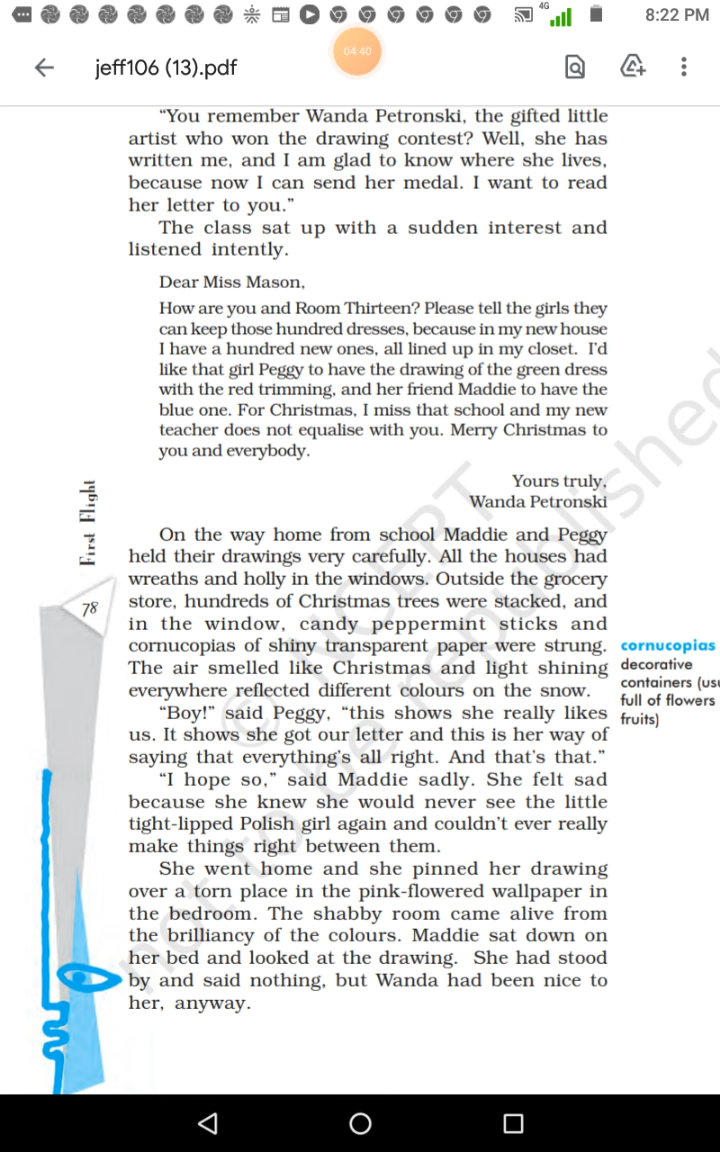 4G
8:22 PM
04:40
jeff106 (13).pdf
“You remember Wanda Petronski, the gifted little
artist who won the drawing contest? Well, she has
written me, and I am glad to know where she lives,
because now I can send her medal. I want to read
her letter to you.”
The class sat up with a sudden interest and
listened intently.
Dear Miss Mason,
How are you and Room Thirteen? Please tell the girls they
can keep those hundred dresses, because in my new house
I have a hundred new ones, all lined up in my closet. I’d
like that girl Peggy to have the drawing of the green dress
with the red trimming, and her friend Maddie to have the
blue one. For Christmas, I miss that school and my new
teacher does not equalise with you. Merry Christmas to
you and everybody.
Yours truly,
Wanda Petronski
On the way home from school Maddie and Peggy
held their drawings very carefully. All the houses had
wreaths and holly in the windows. Outside the grocery
store, hundreds of Christmas trees were stacked, and
in the window, candy peppermint sticks and
cornucopias of shiny transparent paper were strung.
The air smelled like Christmas and light shining
everywhere reflected different colours on the snow.
“Boy!” said Peggy, “this shows she really likes
us. It shows she got our letter and this is her way of
saying that everything’s all right. And that’s that.”
“I hope so,” said Maddie sadly. She felt sad
because she knew she would never see the little
tight-lipped Polish girl again and couldn’t ever really
make things right between them.
She went home and she pinned her drawing
over a torn place in the pink-flowered wallpaper in
the bedroom. The shabby room came alive from
the brilliancy of the colours. Maddie sat down on
her bed and looked at the drawing. She had stood
by and said nothing, but Wanda had been nice to
her, anyway.
cornucopias
decorative
containers (usu
full of flowers
fruits)
First Flight
78
© NCERT
not to be republished